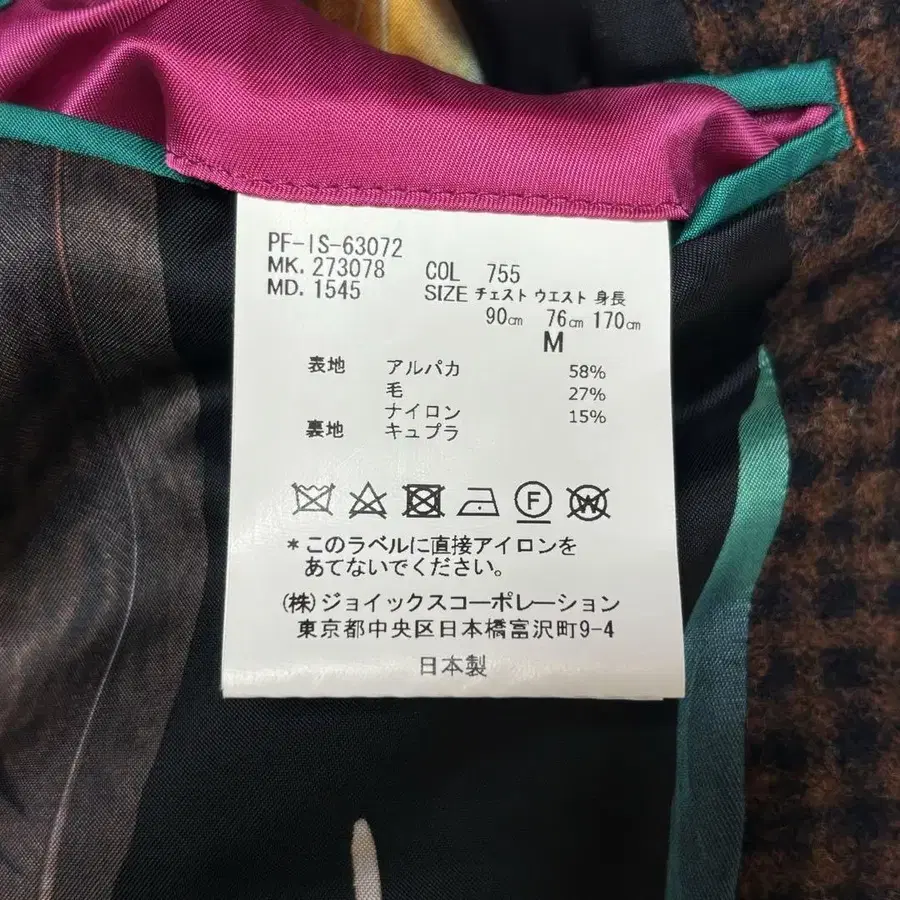 PF-IS-63072
MK. 273078 COL 755
MD. 1545 SIZE チェスト ウエスト 身長
90㎝ 76㎝ 170㎝
M
表地 アルパカ 58%
毛 27%
ナイロン 15%
裏地 キュプラ
F W
*このラベルに直接アイロンを
あてないでください。
(株)ジョイックスコーポレーション
東京都中央区日本橋富沢町9-4
日本製